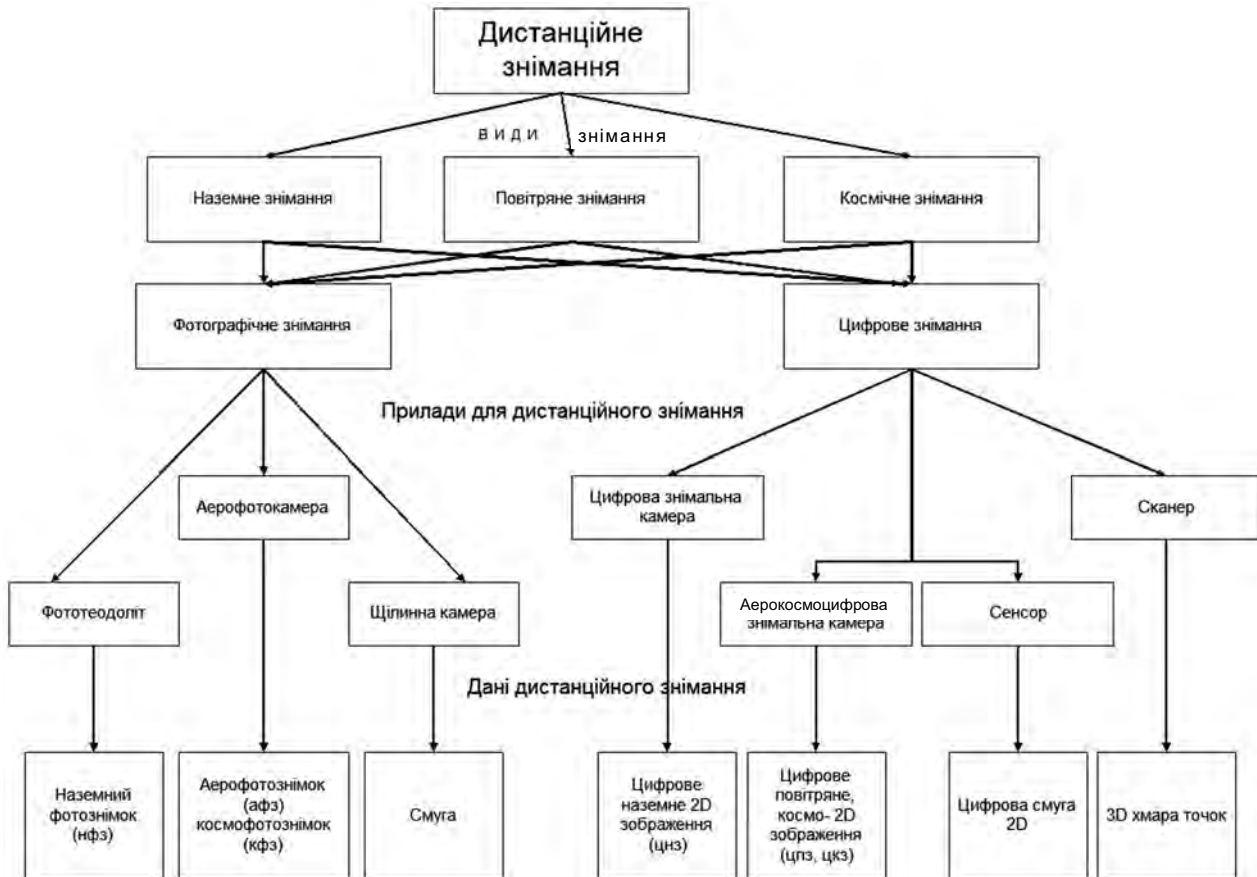 Дистанційне
знімання
види знімання
Наземне знімання
Повітряне знімання
Космічне знімання
Фотографічне знімання
Цифрове знімання
Прилади для дистанційного знімання
Аерофотокамера
Цифрова знімальна
камера
Сканер
Фототеодоліт
Щілинна камера
Аерокосмоцифрова
знімальна камера
Сенсор
Дані дистанційного знімання
Наземний
фотознімок
(нфз)
Аерофотознімок
(афз)
космофотознімок
(кфз)
Смуга
Цифрове
наземне 2D
зображення
(цнз)
Цифрове
повітряне,
космо- 2D
зображення
(цпз, цкз)
Цифрова смуга
2D
3D хмара точок